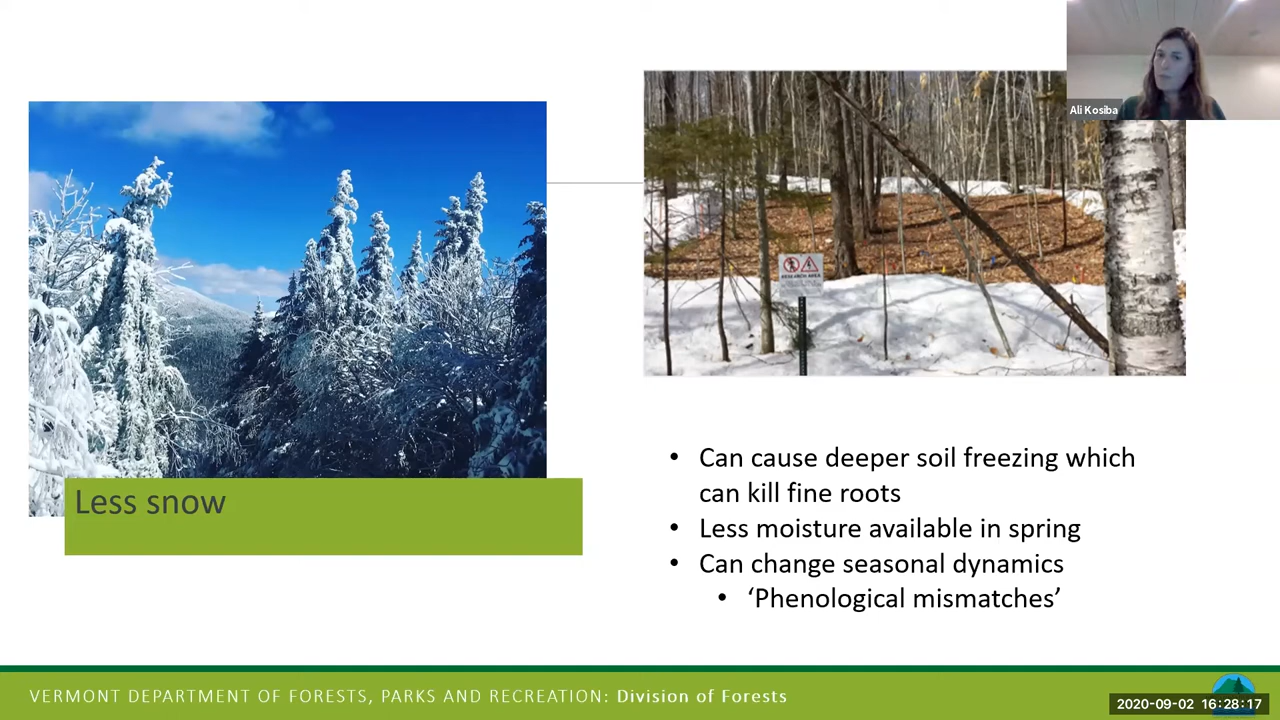 Ali Kosiba
RESEARCH AREA
Less snow
• Can cause deeper soil freezing which
can kill fine roots
• Less moisture available in spring
• Can change seasonal dynamics
• ‘Phenological mismatches’
VERMONT DEPARTMENT OF FORESTS, PARKS AND RECREATION: Division of Forests
2020-09-02 16:28:17